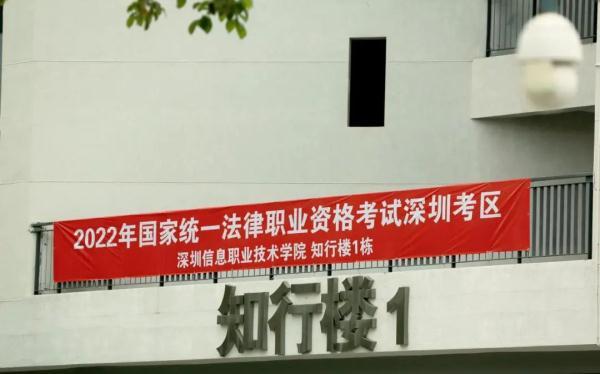 2022年国家统一法律职业资格考试深圳考区
深圳信息职业技术学院 知行楼1栋
知行楼1